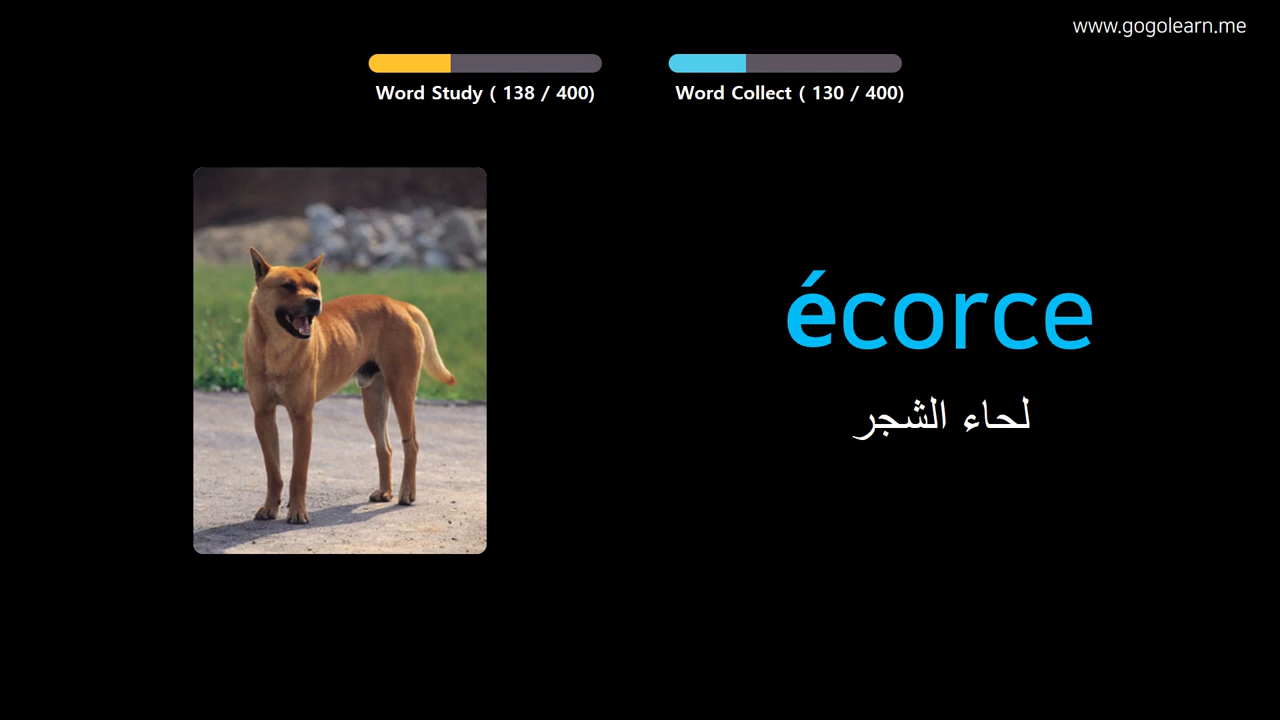 www.gogolearn.me
Word Study ( 138 / 400)
Word Collect ( 130 / 400)
écorce
لحاء الشجر